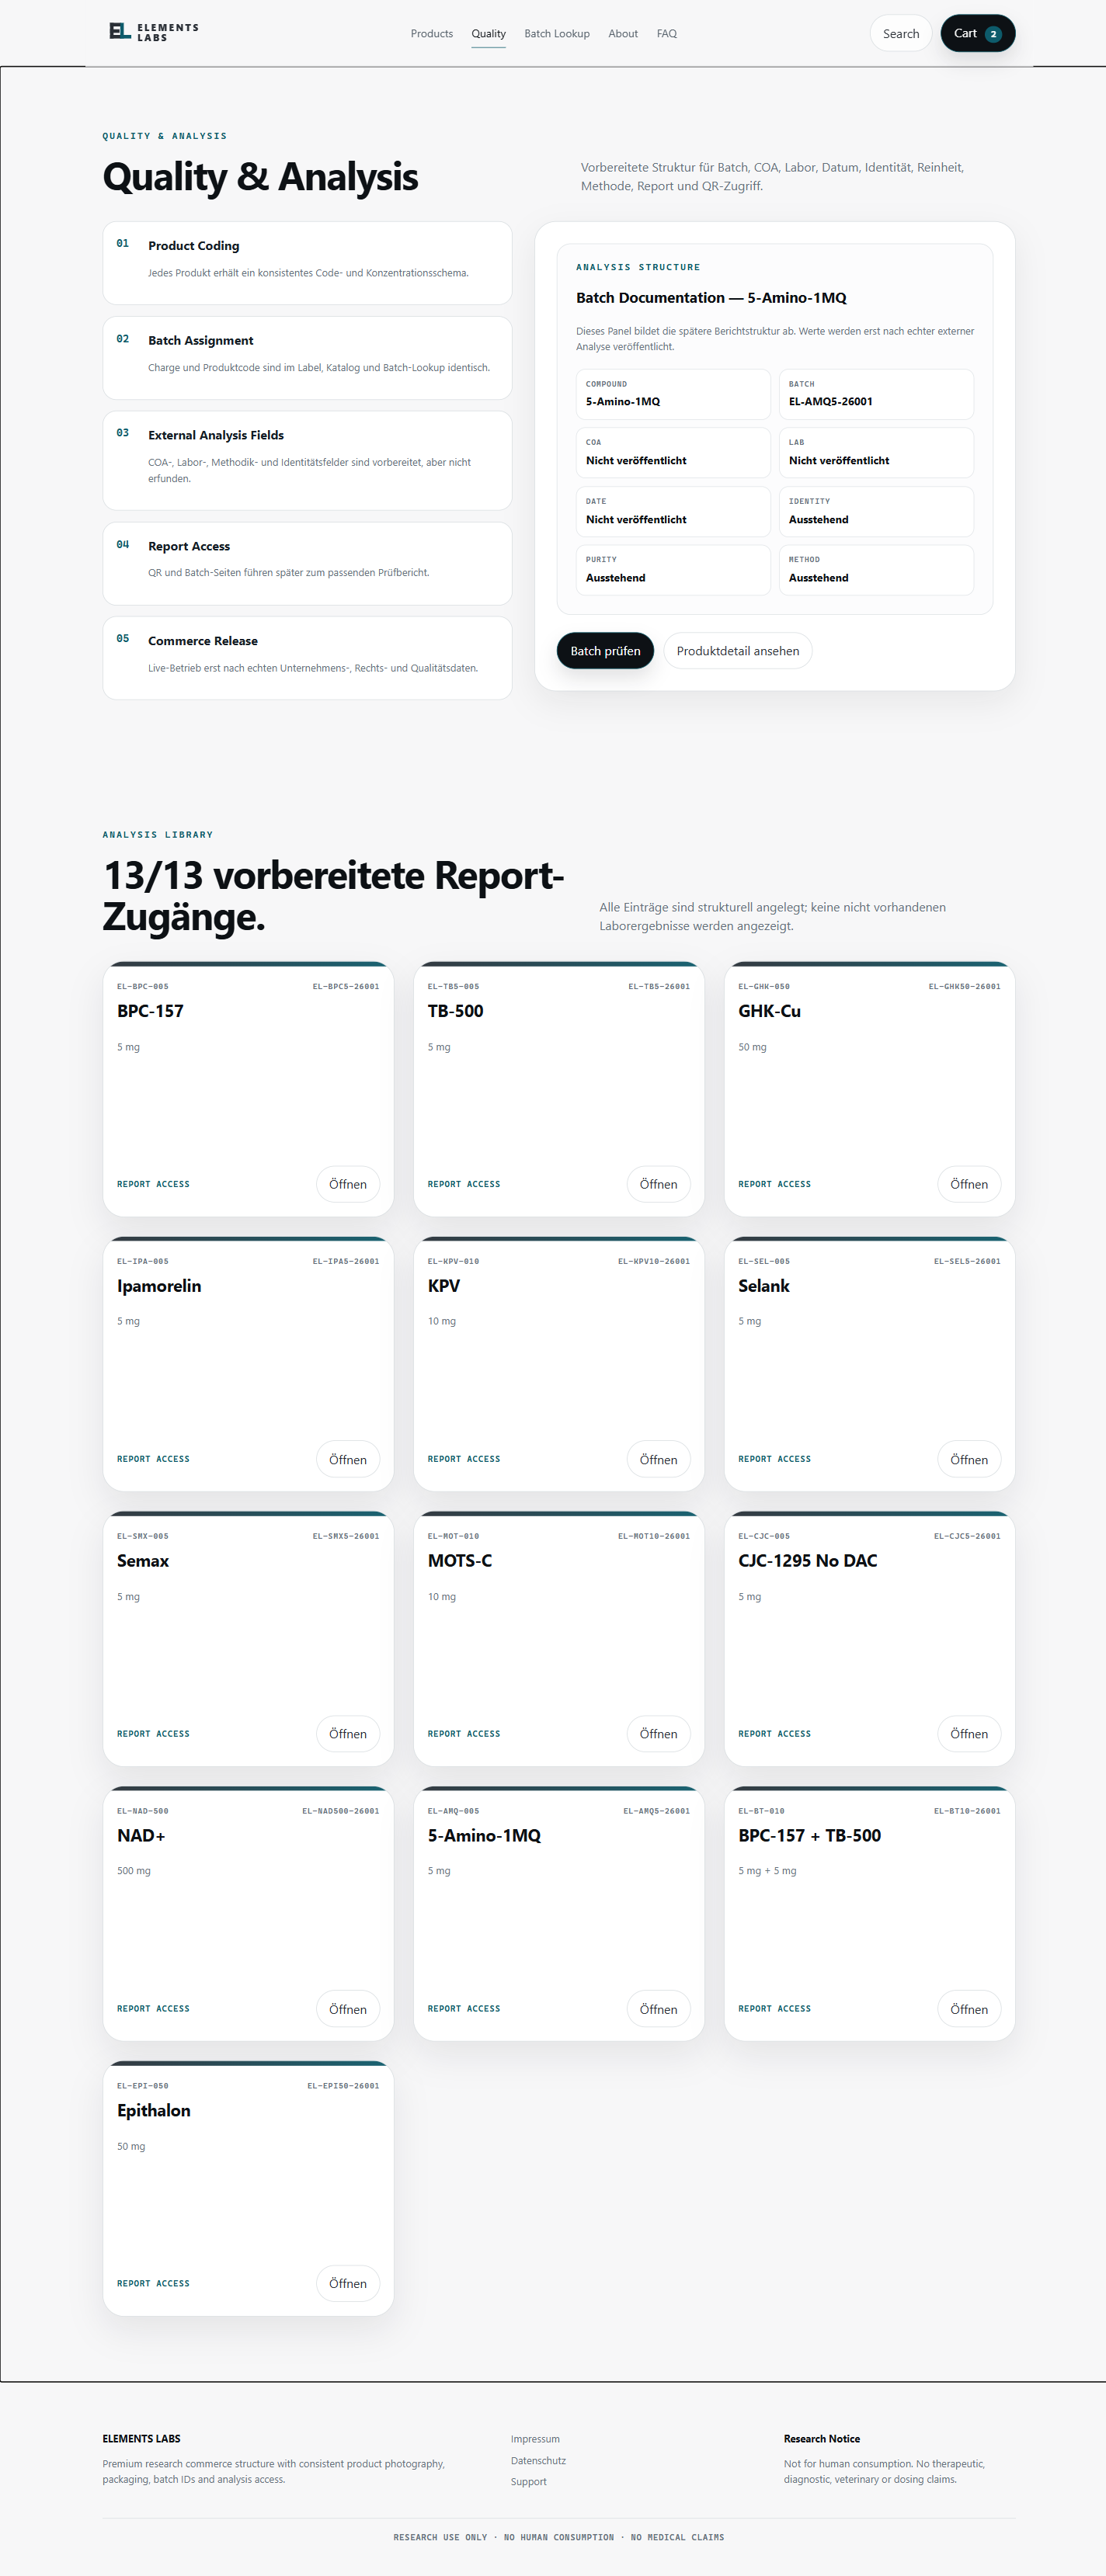 EL ELEMENTS LABS
Products Quality Batch Lookup About FAQ
Search Cart 2
QUALITY & ANALYSIS
Quality & Analysis
Vorbereitete Struktur für Batch, COA, Labor, Datum, Identität, Reinheit,
Methode, Report und QR-Zugriff.
01 Product Coding
Jedes Produkt erhält ein konsistentes Code- und Konzentrationsschema.
02 Batch Assignment
Charge und Produktcode sind im Label, Katalog und Batch-Lookup identisch.
03 External Analysis Fields
COA-, Labor-, Methodik- und Identitätsfelder sind vorbereitet, aber nicht
erfunden.
04 Report Access
QR und Batch-Seiten führen später zum passenden Prüfbericht.
05 Commerce Release
Live-Betrieb erst nach echten Unternehmens-, Rechts- und Qualitätsdaten.
ANALYSIS STRUCTURE
Batch Documentation — 5-Amino-1MQ
Dieses Panel bildet die spätere Berichtstruktur ab. Werte werden erst nach echter externer
Analyse veröffentlicht.
COMPOUND
5-Amino-1MQ
BATCH
EL-AMQ5-26001
COA
Nicht veröffentlicht
LAB
Nicht veröffentlicht
DATE
Nicht veröffentlicht
IDENTITY
Ausstehend
PURITY
Ausstehend
METHOD
Ausstehend
Batch prüfen Produktdetail ansehen
ANALYSIS LIBRARY
13/13 vorbereitete Report-
Zugänge.
Alle Einträge sind strukturell angelegt; keine nicht vorhandenen
Laborergebnisse werden angezeigt.
EL-BPC-005 EL-BPC5-26001
BPC-157
5 mg
REPORT ACCESS Öffnen
EL-TB5-005 EL-TB5-26001
TB-500
5 mg
REPORT ACCESS Öffnen
EL-GHK-050 EL-GHK50-26001
GHK-Cu
50 mg
REPORT ACCESS Öffnen
EL-IPA-005 EL-IPA5-26001
Ipamorelin
5 mg
REPORT ACCESS Öffnen
EL-KPV-010 EL-KPV10-26001
KPV
10 mg
REPORT ACCESS Öffnen
EL-SEL-005 EL-SEL5-26001
Selank
5 mg
REPORT ACCESS Öffnen
EL-SMX-005 EL-SMX5-26001
Semax
5 mg
REPORT ACCESS Öffnen
EL-MOT-010 EL-MOT10-26001
MOTS-C
10 mg
REPORT ACCESS Öffnen
EL-CJC-005 EL-CJC5-26001
CJC-1295 No DAC
5 mg
REPORT ACCESS Öffnen
EL-NAD-500 EL-NAD500-26001
NAD+
500 mg
REPORT ACCESS Öffnen
EL-AMQ-005 EL-AMQ5-26001
5-Amino-1MQ
5 mg
REPORT ACCESS Öffnen
EL-BT-010 EL-BT10-26001
BPC-157 + TB-500
5 mg + 5 mg
REPORT ACCESS Öffnen
EL-EPI-050 EL-EPI50-26001
Epithalon
50 mg
REPORT ACCESS Öffnen
ELEMENTS LABS
Premium research commerce structure with consistent product photography,
packaging, batch IDs and analysis access.
Impressum
Datenschutz
Support
Research Notice
Not for human consumption. No therapeutic,
diagnostic, veterinary or dosing claims.
RESEARCH USE ONLY · NO HUMAN CONSUMPTION · NO MEDICAL CLAIMS